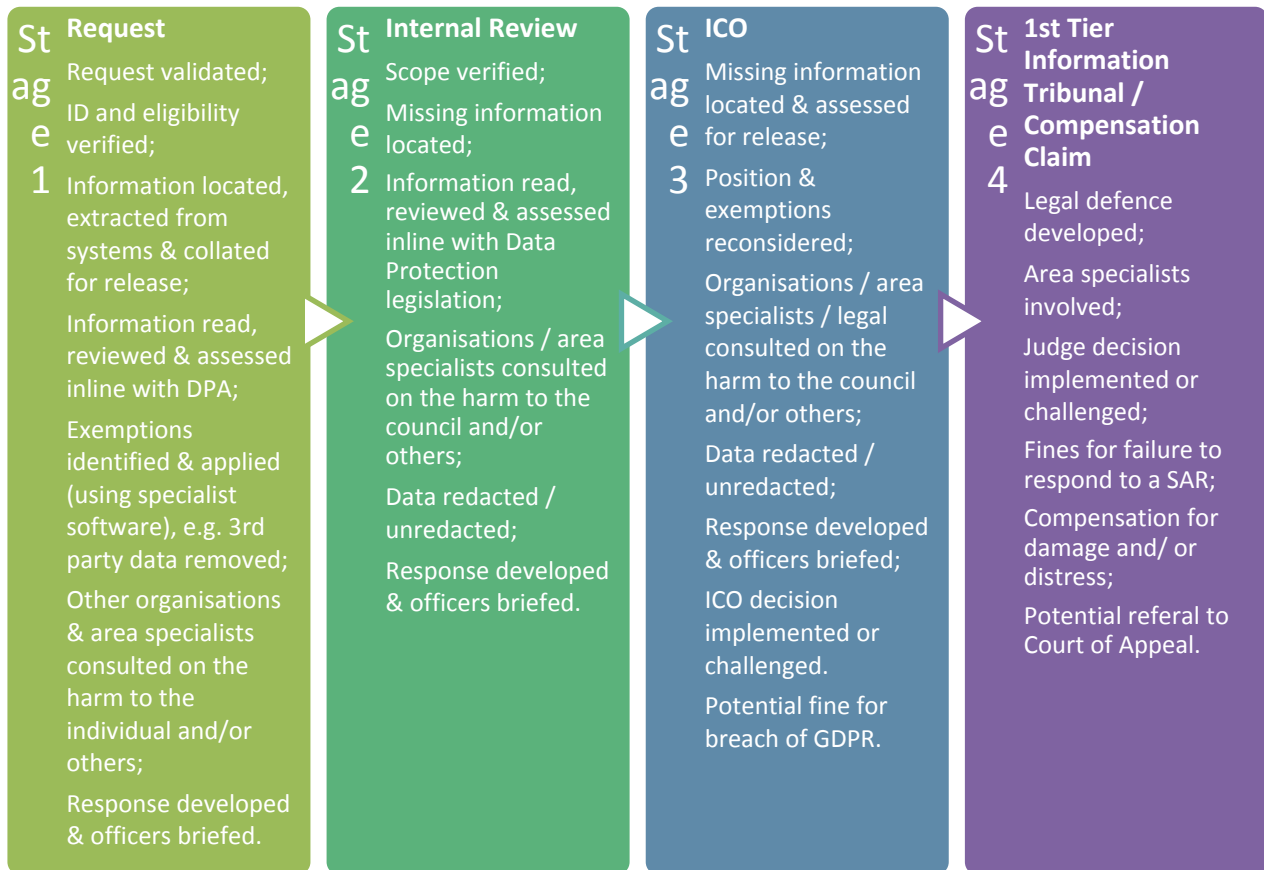 St
ag
e
1
Request
Request validated;
ID and eligibility
verified;
Information located,
extracted from
systems & collated
for release;
Information read,
reviewed & assessed
inline with DPA;
Exemptions
identified & applied
(using specialist
software), e.g. 3rd
party data removed;
Other organisations
& area specialists
consulted on the
harm to the
individual and/or
others;
Response developed
& officers briefed.
St
ag
e
2
Internal Review
Scope verified;
Missing information
located;
Information read,
reviewed & assessed
inline with Data
Protection
legislation;
Organisations / area
specialists consulted
on the harm to the
council and/or
others;
Data redacted /
unredacted;
Response developed
& officers briefed.
St
ag
e
3
ICO
Missing information
located & assessed
for release;
Position &
exemptions
reconsidered;
Organisations / area
specialists / legal
consulted on the
harm to the council
and/or others;
Data redacted /
unredacted;
Response developed
& officers briefed;
ICO decision
implemented or
challenged.
Potential fine for
breach of GDPR.
St
ag
e
4
1st Tier
Information
Tribunal /
Compensation
Claim
Legal defence
developed;
Area specialists
involved;
Judge decision
implemented or
challenged;
Fines for failure to
respond to a SAR;
Compensation for
damage and/ or
distress;
Potential referal to
Court of Appeal.